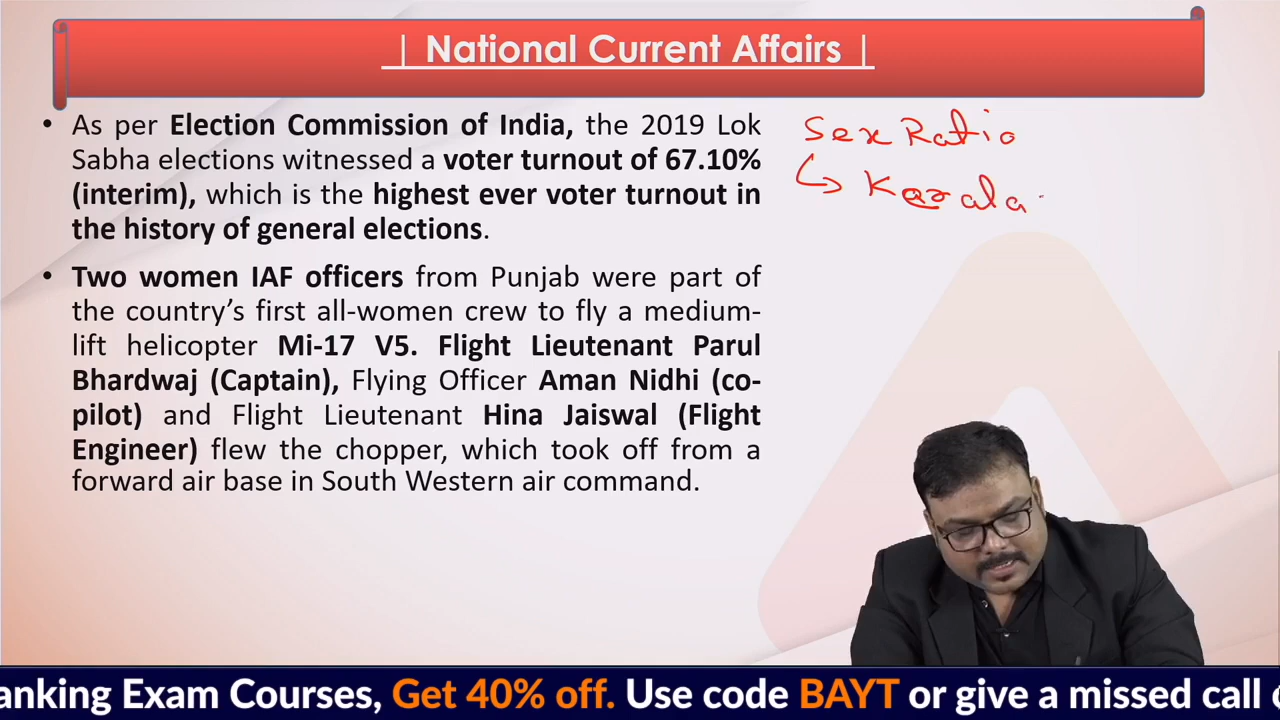 | National Current Affairs |
• As per Election Commission of India, the 2019 Lok
Sabha elections witnessed a voter turnout of 67.10%
(interim), which is the highest ever voter turnout in
the history of general elections.
• Two women IAF officers from Punjab were part of
the country’s first all-women crew to fly a medium-
lift helicopter Mi-17 V5. Flight Lieutenant Parul
Bhardwaj (Captain), Flying Officer Aman Nidhi (co-
pilot) and Flight Lieutenant Hina Jaiswal (Flight
Engineer) flew the chopper, which took off from a
forward air base in South Western air command.
Sex Ratio
↳ Kerala
anking Exam Courses, Get 40% off. Use code BAYT or give a missed call